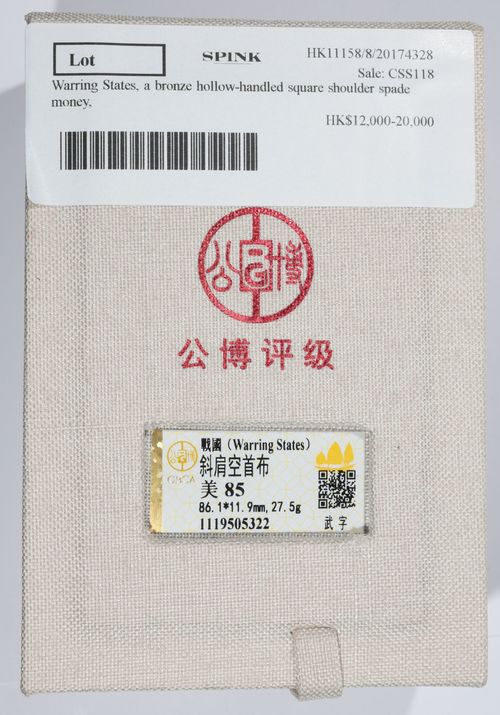 Lot
SPINK
HK11158/8/20174328
Sale: CSS118
Warring States, a bronze hollow-handled square shoulder spade
money.
HK$12,000-20,000
公博
公博评级
戰國 (Warring States)
斜肩空首布
美 85
86.1*11.9mm, 27.5g
1119505322
武 字